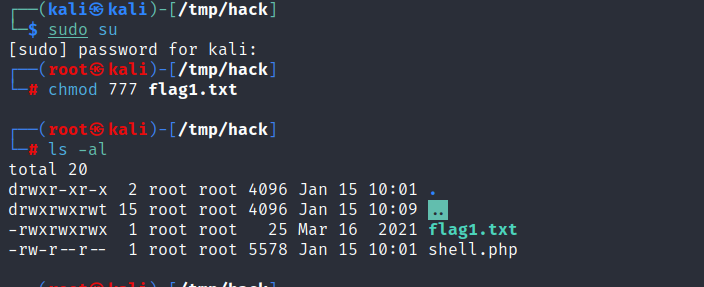 ┌──(kali㉿kali)-[/tmp/hack]
└─$ sudo su
[sudo] password for kali:
┌──(root㉿kali)-[/tmp/hack]
└─# chmod 777 flag1.txt
┌──(root㉿kali)-[/tmp/hack]
└─# ls -al
total 20
drwxr-xr-x  2 root root 4096 Jan 15 10:01 .
drwxrwxrwt 15 root root 4096 Jan 15 10:09 ..
-rwxrwxrwx  1 root root   25 Mar 16  2021 flag1.txt
-rw-r--r--  1 root root 5578 Jan 15 10:01 shell.php